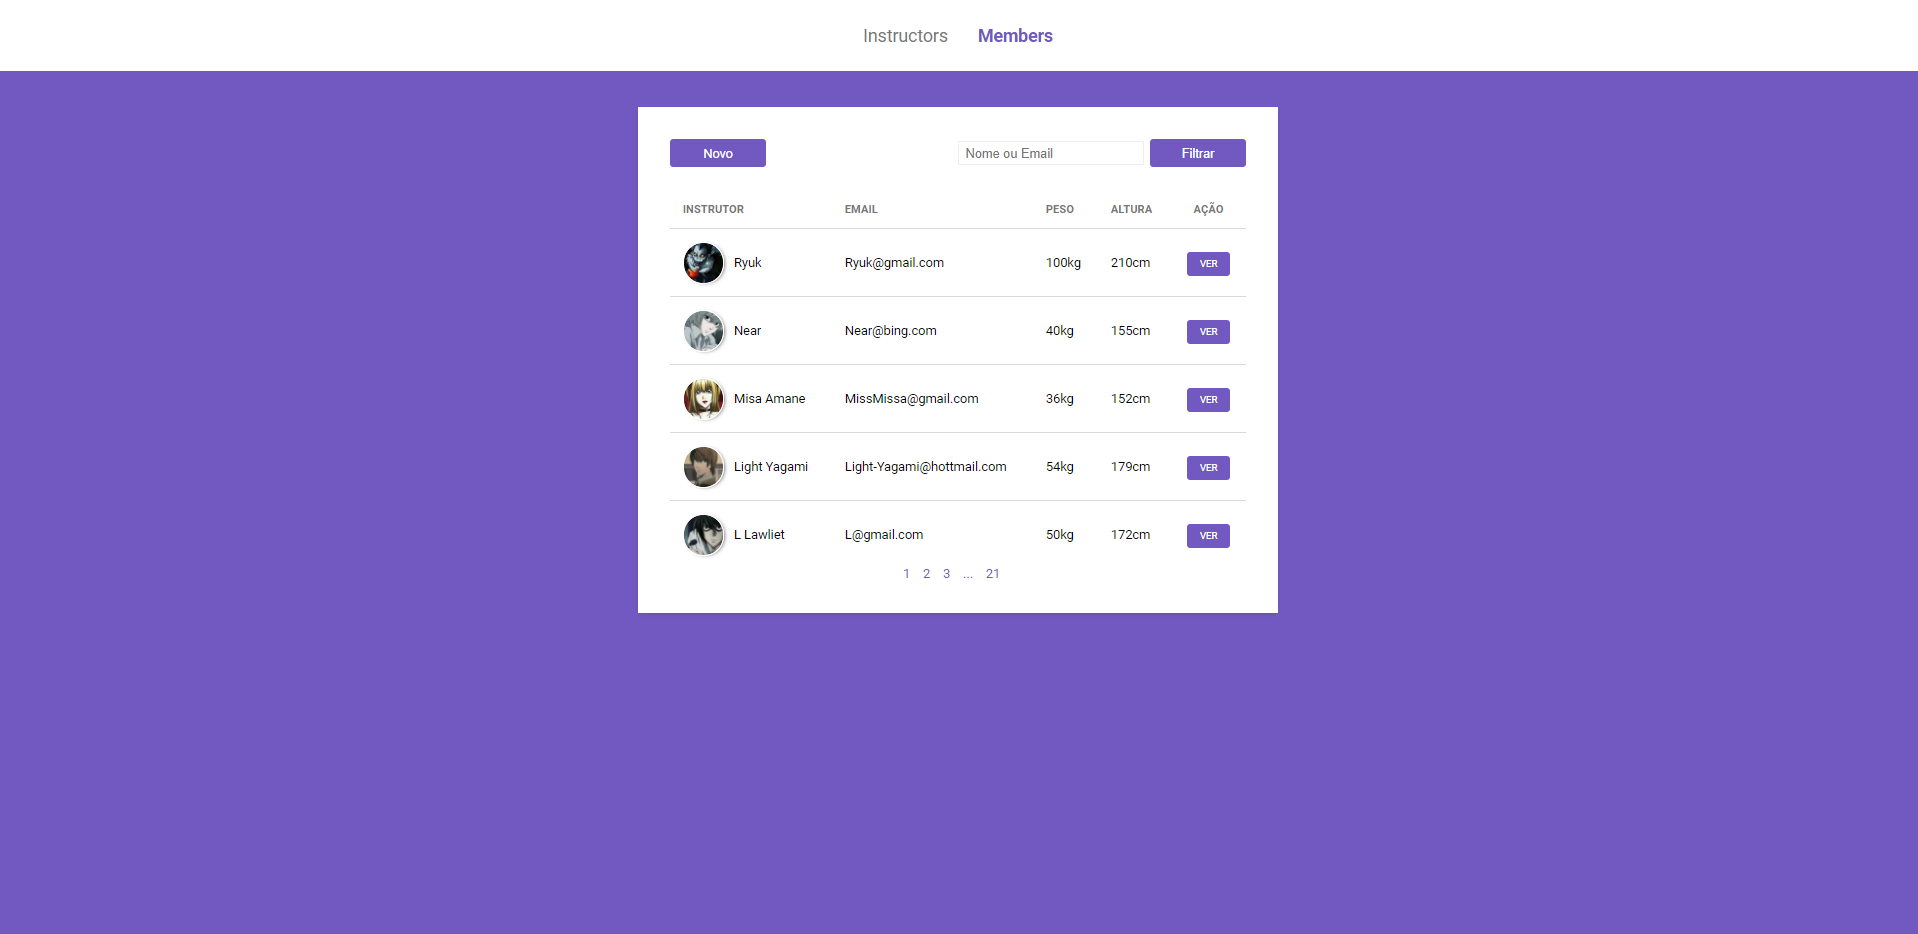 Instructors Members
Novo Nome ou Email Filtrar
INSTRUTOR EMAIL PESO ALTURA AÇÃO
Ryuk Ryuk@gmail.com 100kg 210cm VER
Near Near@bing.com 40kg 155cm VER
Misa Amane MissMissa@gmail.com 36kg 152cm VER
Light Yagami Light-Yagami@hottmail.com 54kg 179cm VER
L Lawliet L@gmail.com 50kg 172cm VER
1 2 3 ... 21